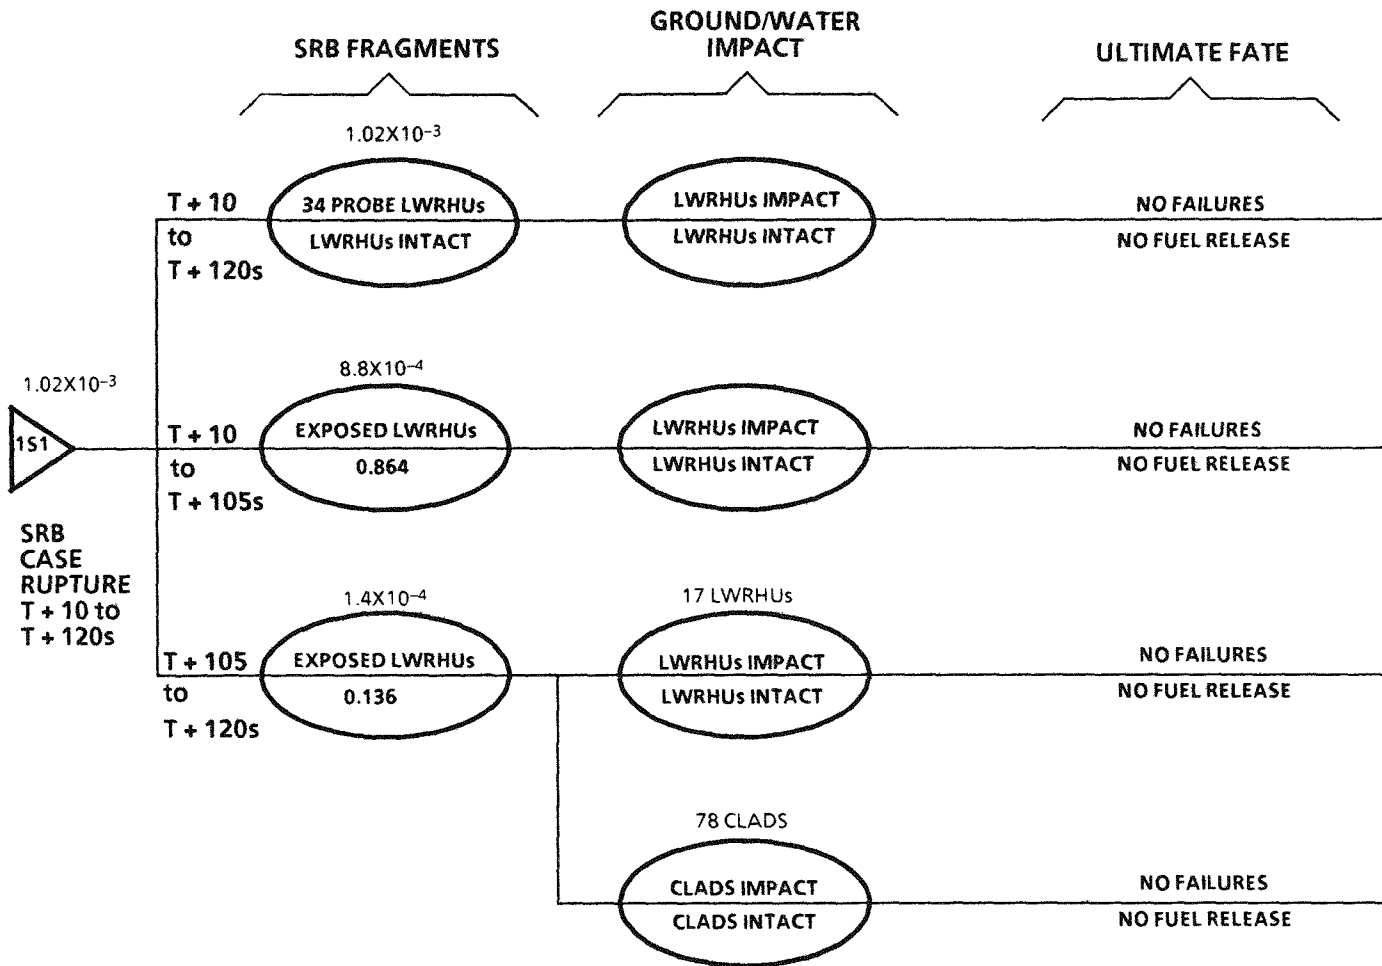 SRB FRAGMENTS
GROUND/WATER
IMPACT
ULTIMATE FATE
1.02X10⁻³
T + 10
to
T + 120s
34 PROBE LWRHUs
LWRHUs INTACT
LWRHUs IMPACT
LWRHUs INTACT
NO FAILURES
NO FUEL RELEASE
1.02X10⁻³
1S1
SRB
CASE
RUPTURE
T + 10 to
T + 120s
8.8X10⁻⁴
T + 10
to
T + 105s
EXPOSED LWRHUs
0.864
LWRHUs IMPACT
LWRHUs INTACT
NO FAILURES
NO FUEL RELEASE
1.4X10⁻⁴
17 LWRHUs
T + 105
to
T + 120s
EXPOSED LWRHUs
0.136
LWRHUs IMPACT
LWRHUs INTACT
NO FAILURES
NO FUEL RELEASE
78 CLADS
CLADS IMPACT
CLADS INTACT
NO FAILURES
NO FUEL RELEASE